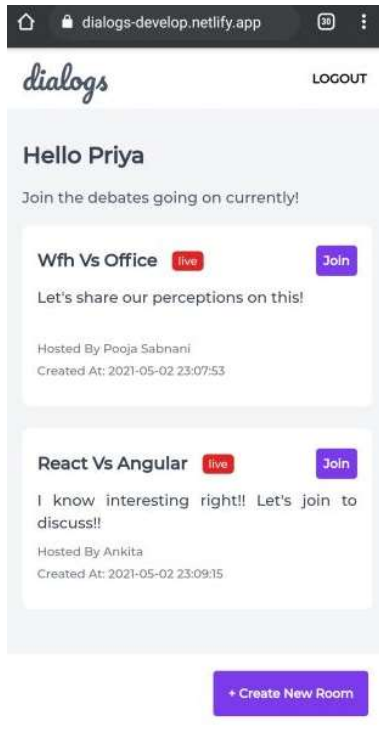 dialogs-develop.netlify.app 30
dialogs LOGOUT
Hello Priya
Join the debates going on currently!
Wfh Vs Office live Join
Let's share our perceptions on this!
Hosted By Pooja Sabnani
Created At: 2021-05-02 23:07:53
React Vs Angular live Join
I know interesting right!! Let's join to
discuss!!
Hosted By Ankita
Created At: 2021-05-02 23:09:15
+ Create New Room